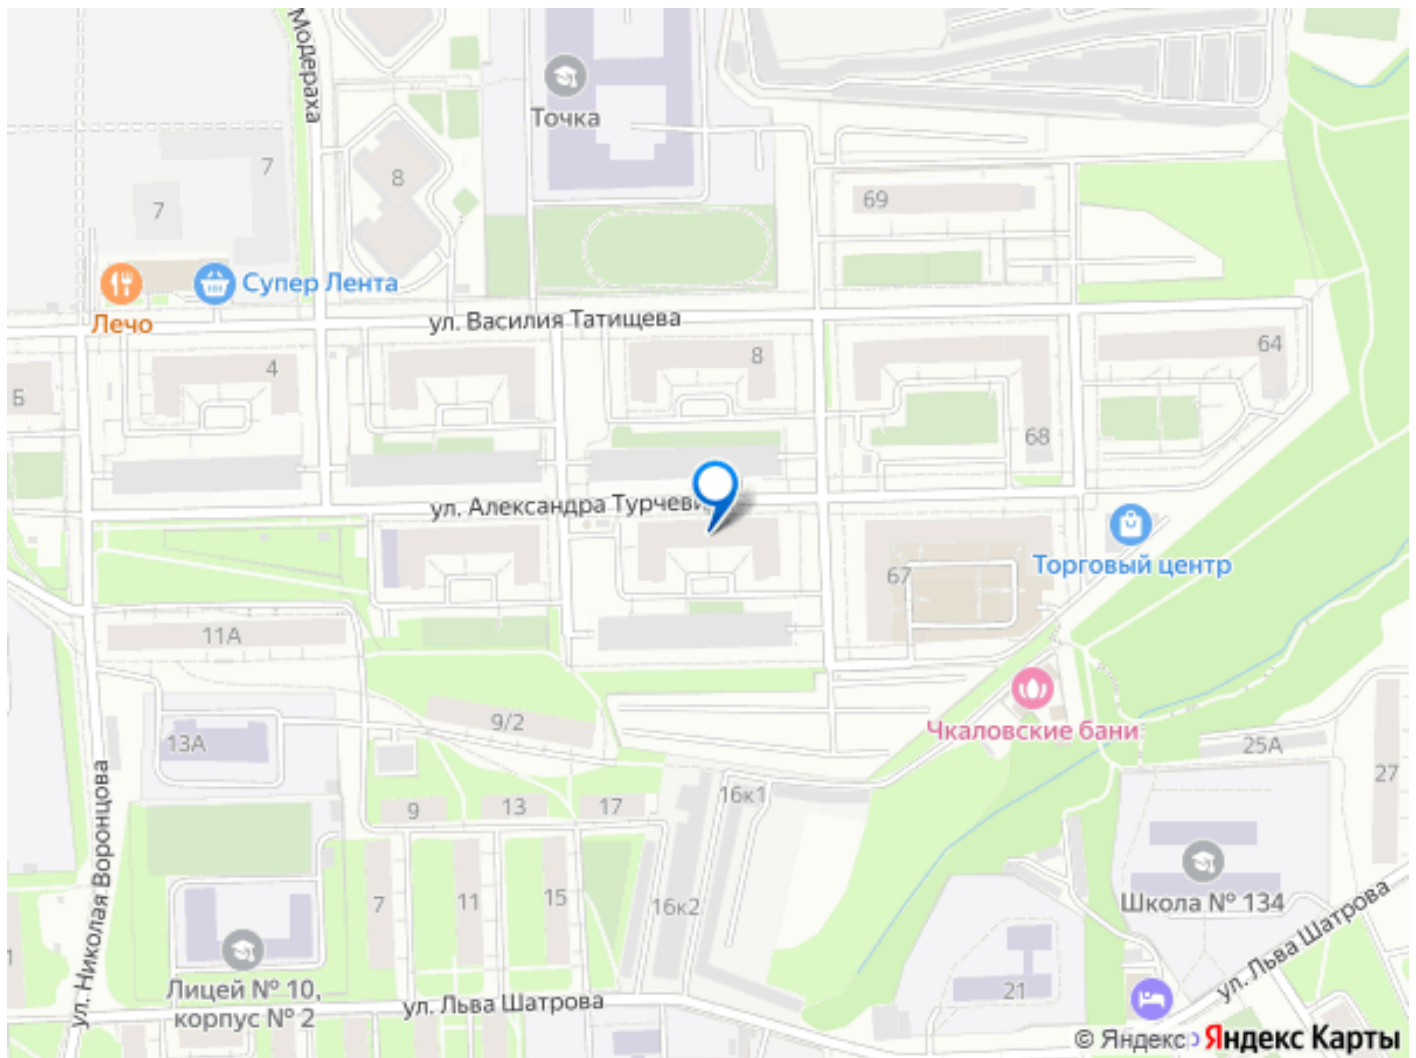 Модераха
Точка
7
8
7
69
Супер Лента
Лечо
ул. Василия Татищева
4
8
64
Б
68
ул. Александра Турчеви
67
Торговый центр
11А
9/2
Чкаловские бани
13А
25А
27
16к1
9
13
17
ул. Николая Воронцова
7
11
15
16к2
Школа № 134
Лицей № 10,
корпус № 2
21
ул. Льва Шатрова
ул. Льва Шатрова
1
© Яндекс Яндекс Карты